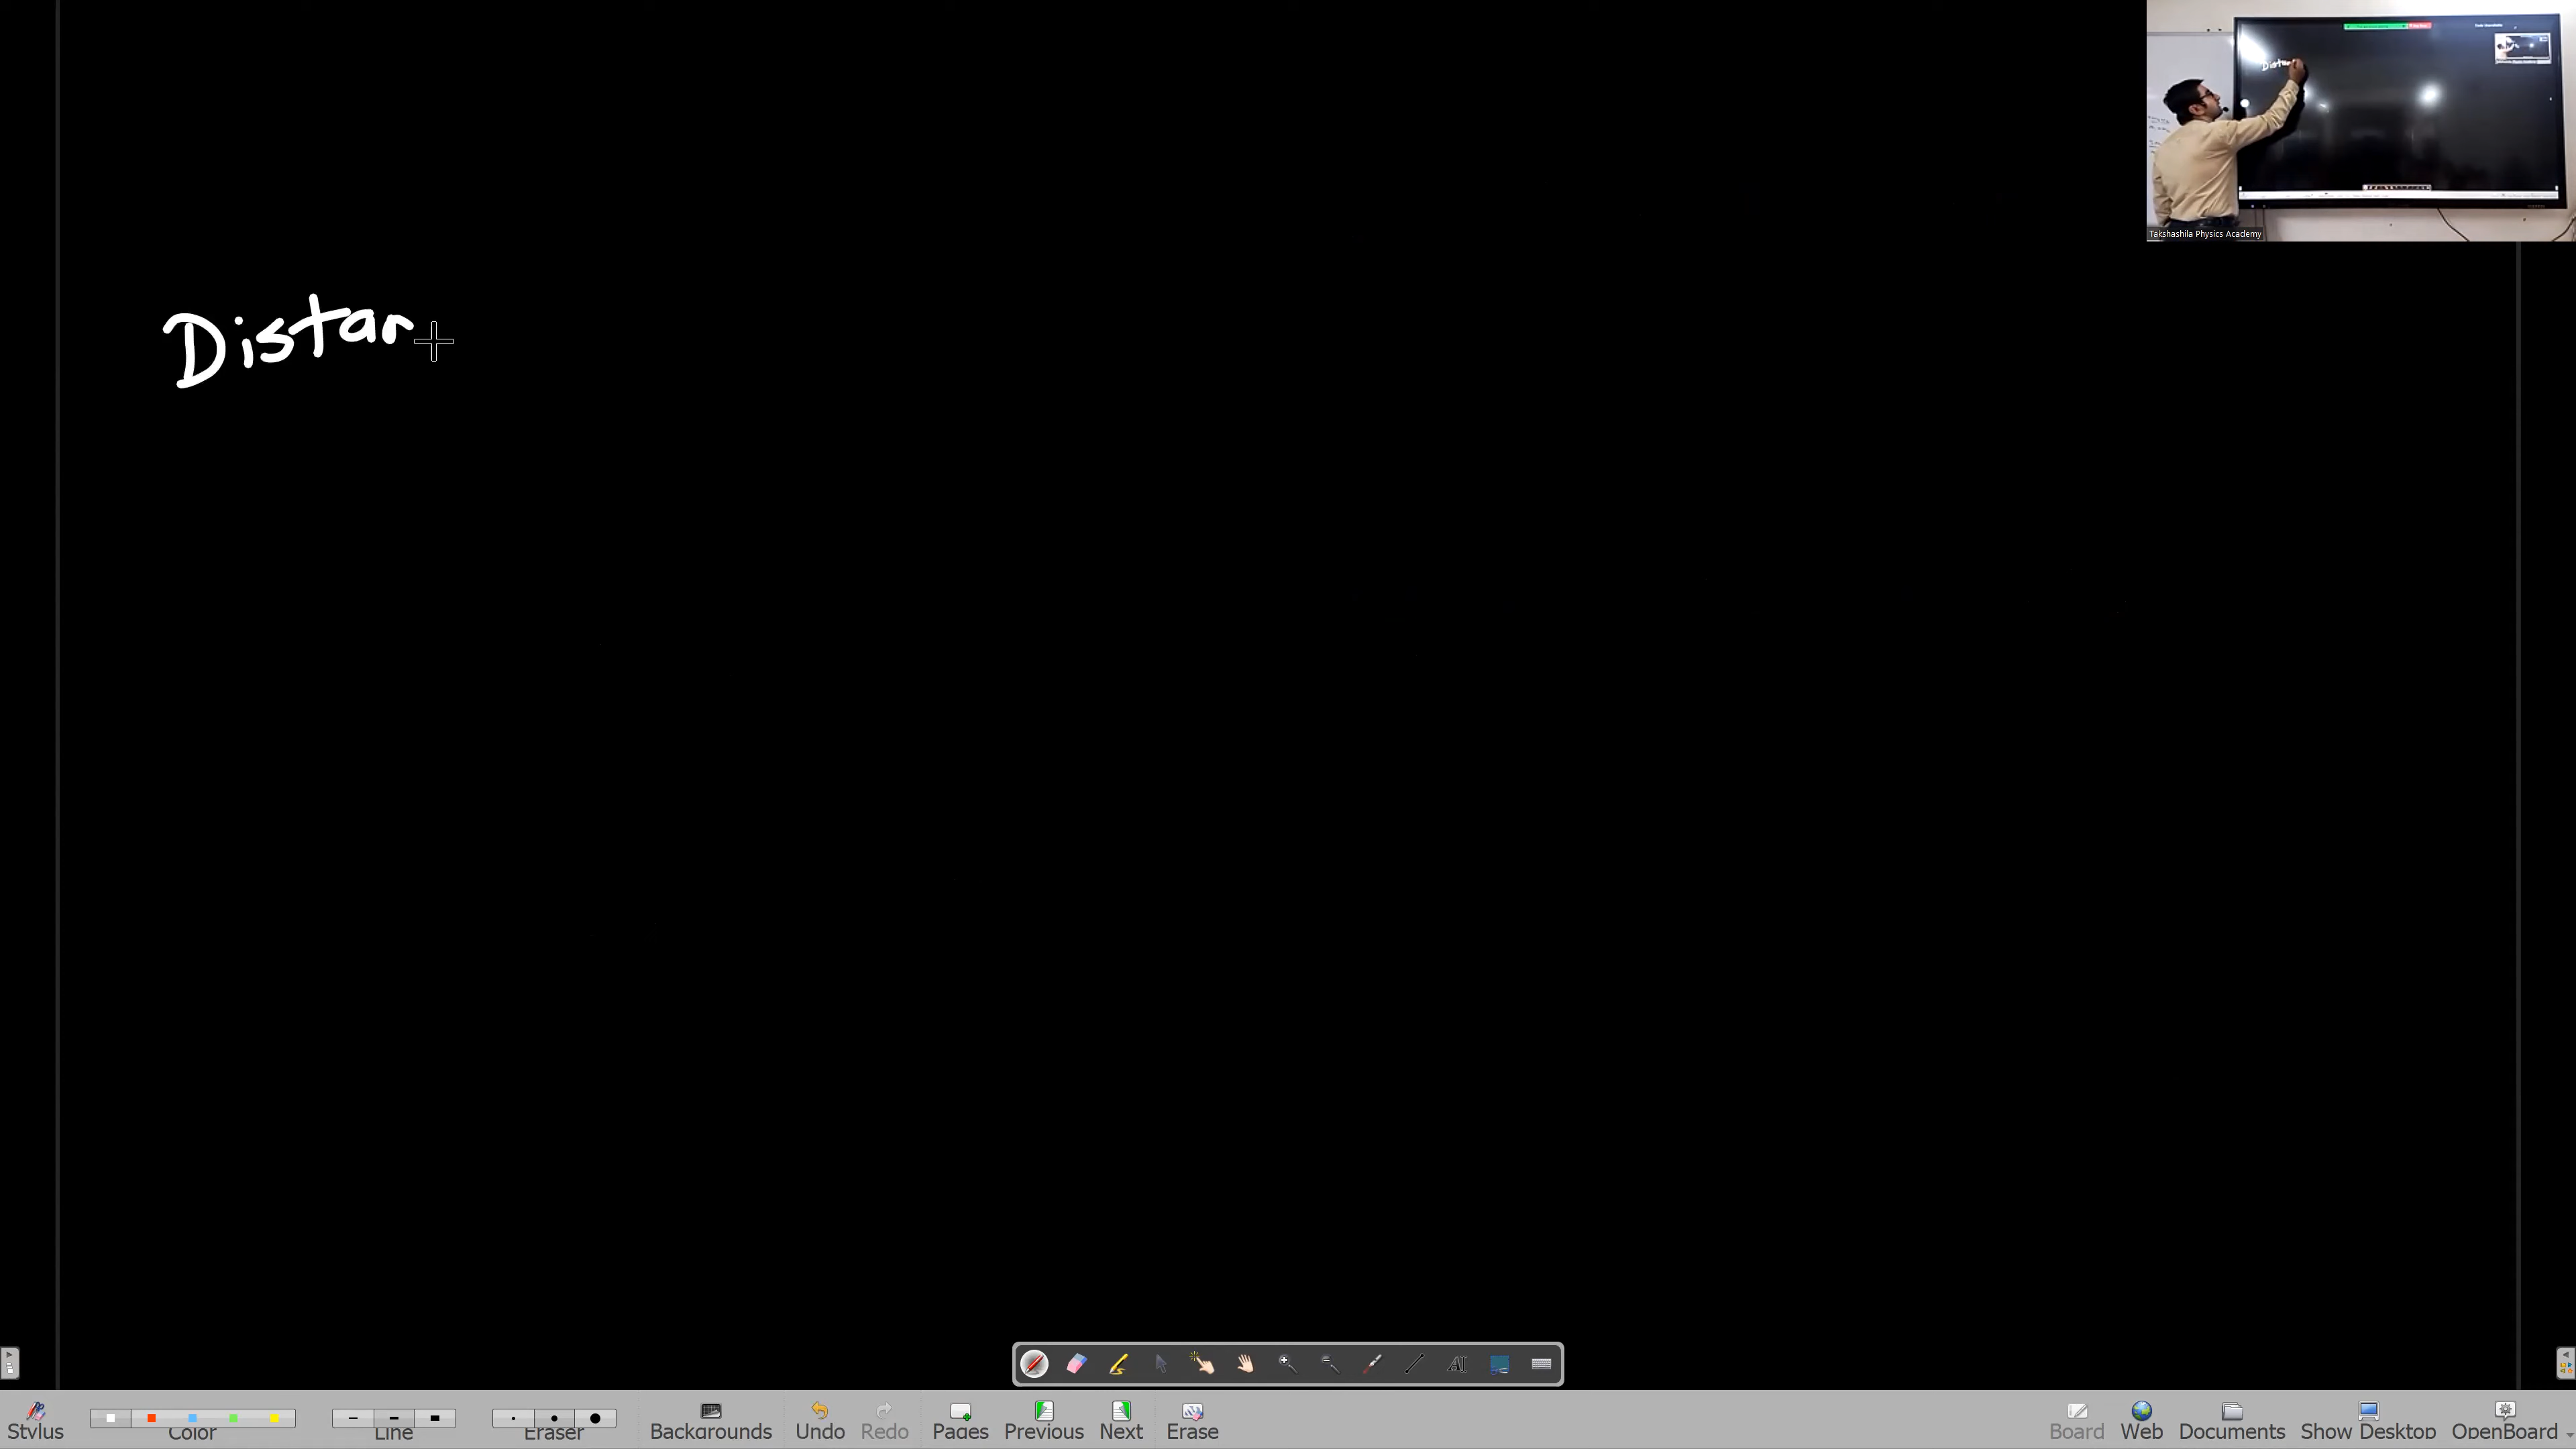 Distar
Takshashila Physics Academy
Stylus
Color
Line
Eraser
Backgrounds
Undo
Redo
Pages
Previous
Next
Erase
Board
Web
Documents
Show Desktop
OpenBoard